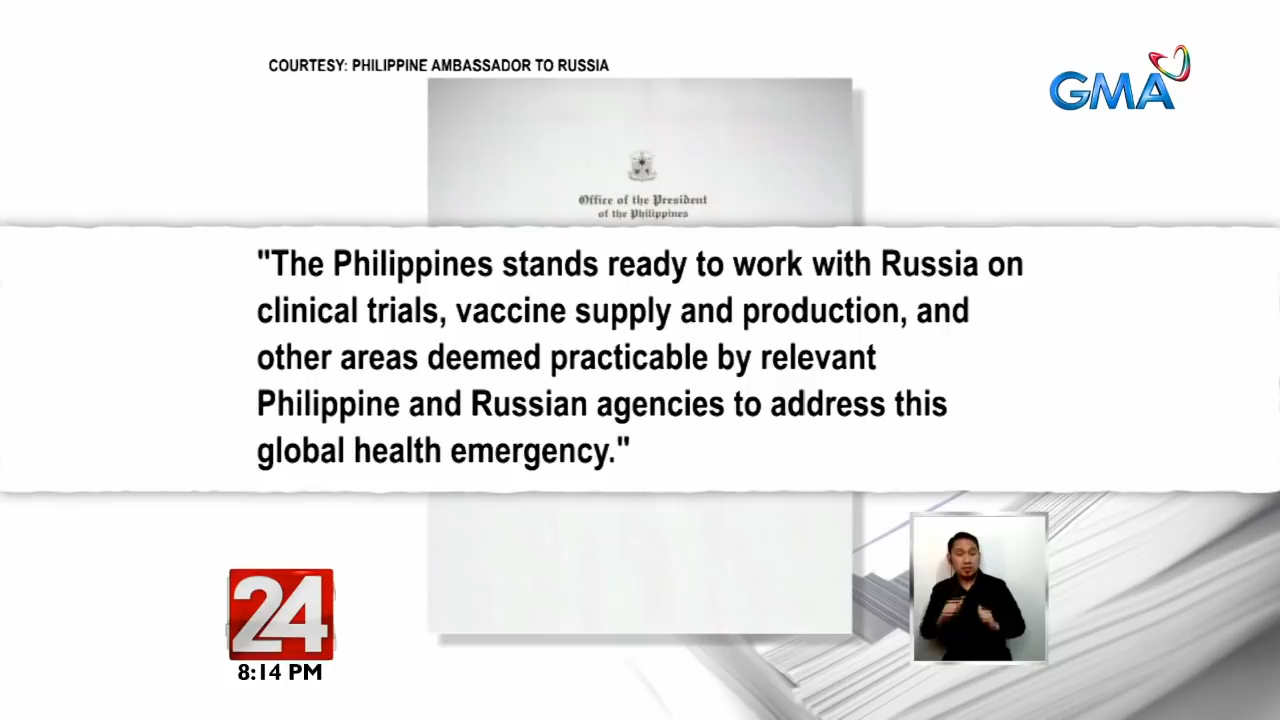 COURTESY: PHILIPPINE AMBASSADOR TO RUSSIA
GMA
Office of the President
of the Philippines
"The Philippines stands ready to work with Russia on
clinical trials, vaccine supply and production, and
other areas deemed practicable by relevant
Philippine and Russian agencies to address this
global health emergency."
24
8:14 PM